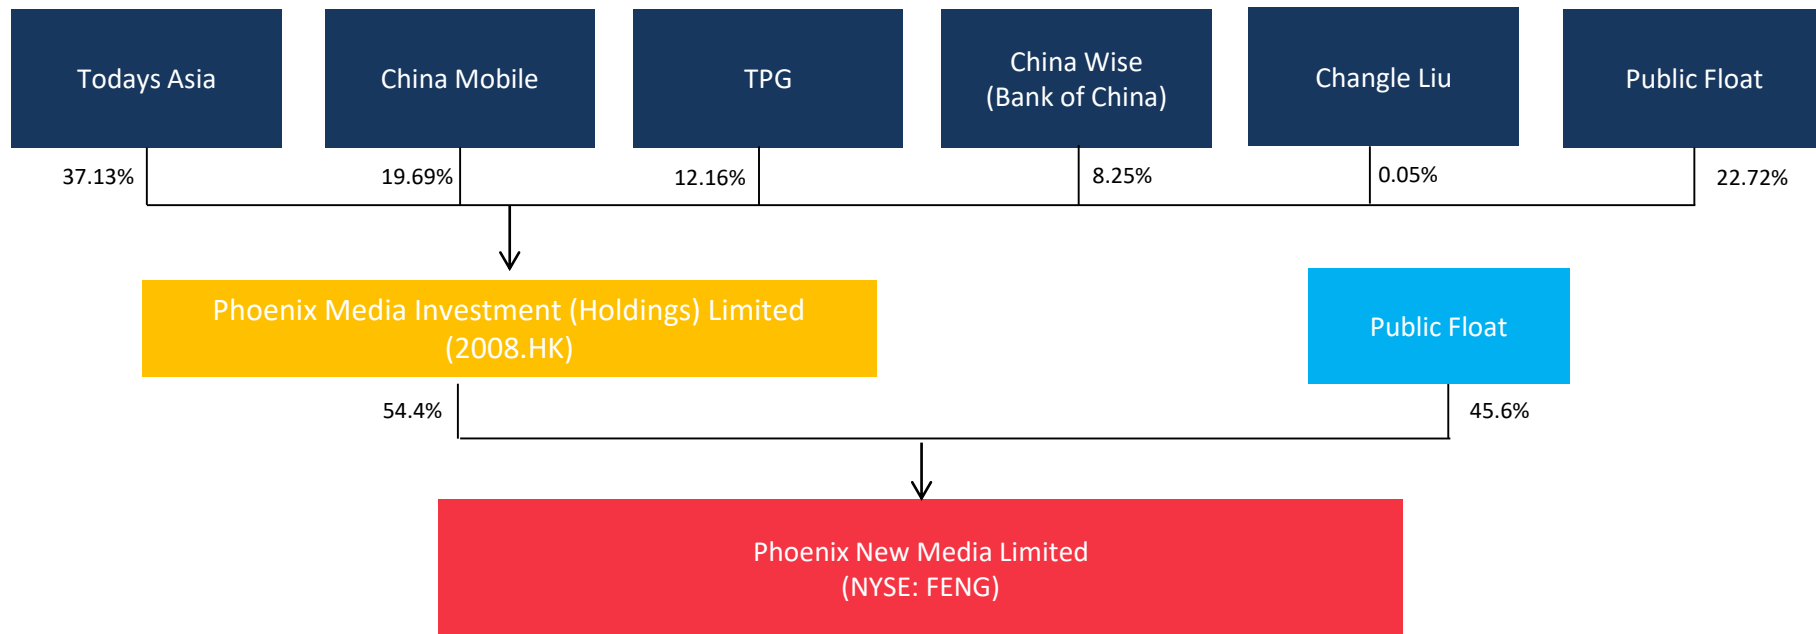 Todays Asia
China Mobile
TPG
China Wise
(Bank of China)
Changle Liu
Public Float
37.13%
19.69%
12.16%
8.25%
0.05%
22.72%
Phoenix Media Investment (Holdings) Limited
(2008.HK)
Public Float
54.4%
45.6%
Phoenix New Media Limited
(NYSE: FENG)